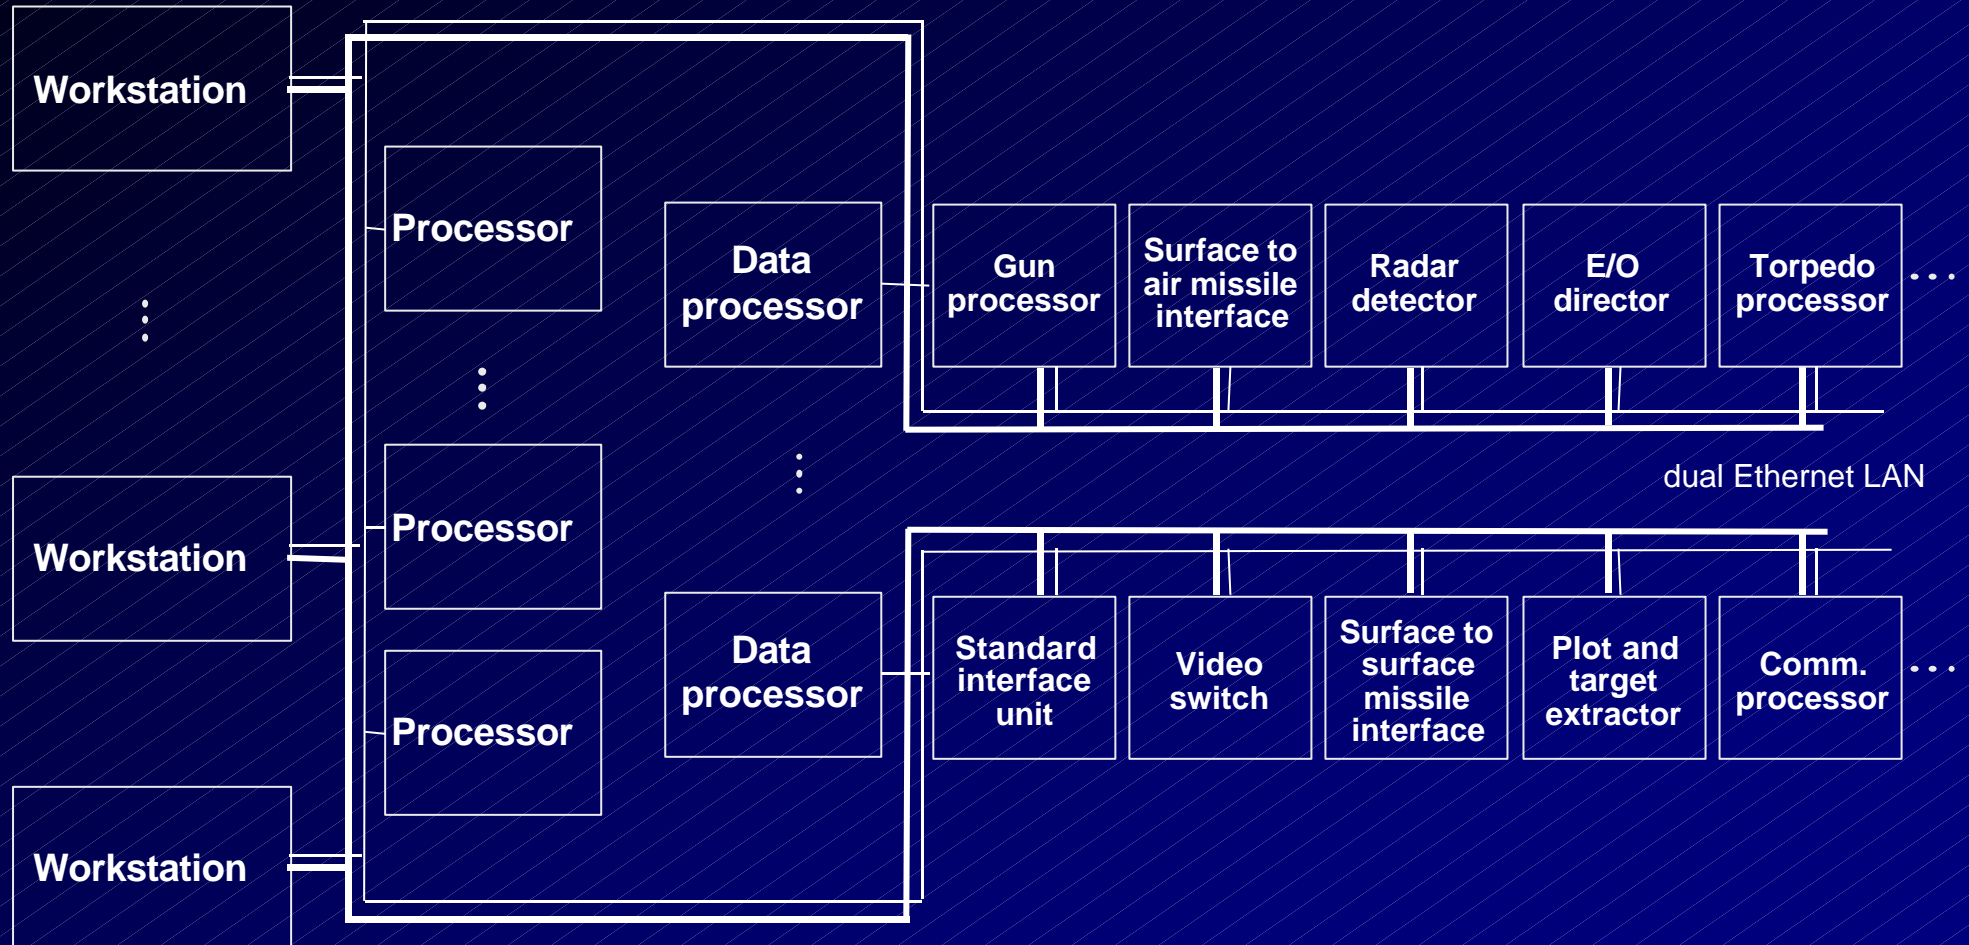 Workstation
Processor
Data
processor
Gun
processor
Surface to
air missile
interface
Radar
detector
E/O
director
Torpedo
processor
. . .
dual Ethernet LAN
Workstation
Processor
Processor
Data
processor
Standard
interface
unit
Video
switch
Surface to
surface
missile
interface
Plot and
target
extractor
Comm.
processor
. . .
Workstation